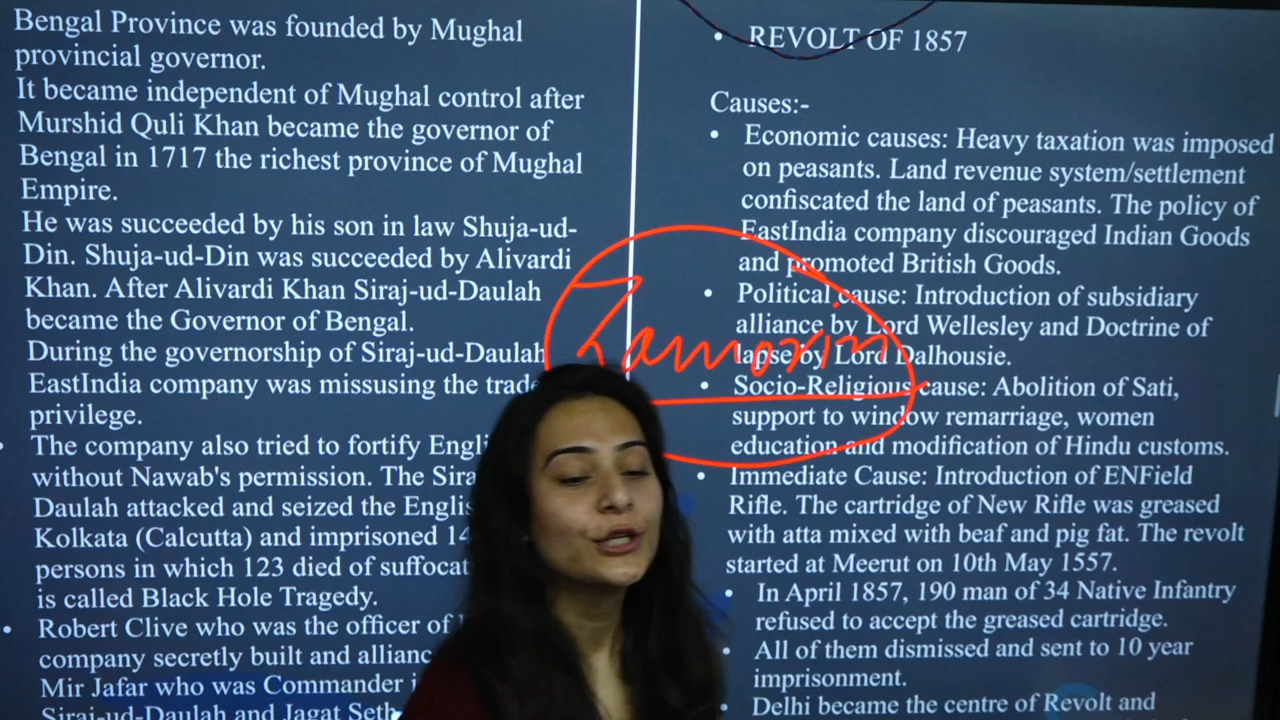 Bengal Province was founded by Mughal
provincial governor.
It became independent of Mughal control after
Murshid Quli Khan became the governor of
Bengal in 1717 the richest province of Mughal
Empire.
He was succeeded by his son in law Shuja-ud-
Din. Shuja-ud-Din was succeeded by Alivardi
Khan. After Alivardi Khan Siraj-ud-Daulah
became the Governor of Bengal.
During the governorship of Siraj-ud-Daulah
EastIndia company was missusing the trade
privilege.
• The company also tried to fortify Engli
without Nawab's permission. The Sira
Daulah attacked and seized the Englis
Kolkata (Calcutta) and imprisoned 14
persons in which 123 died of suffocat
is called Black Hole Tragedy.
• Robert Clive who was the officer of
company secretly built and allianc
Mir Jafar who was Commander i
Siraj-ud-Daulah and Jagat Seth
• REVOLT OF 1857
Causes:-
• Economic causes: Heavy taxation was imposed
on peasants. Land revenue system/settlement
confiscated the land of peasants. The policy of
EastIndia company discouraged Indian Goods
and promoted British Goods.
• Political cause: Introduction of subsidiary
alliance by Lord Wellesley and Doctrine of
lapse by Lord Dalhousie.
• Socio-Religious cause: Abolition of Sati,
support to window remarriage, women
education and modification of Hindu customs.
• Immediate Cause: Introduction of ENField
Rifle. The cartridge of New Rifle was greased
with atta mixed with beaf and pig fat. The revolt
started at Meerut on 10th May 1557.
• In April 1857, 190 man of 34 Native Infantry
refused to accept the greased cartridge.
• All of them dismissed and sent to 10 year
imprisonment.
• Delhi became the centre of Revolt and
Zamorin